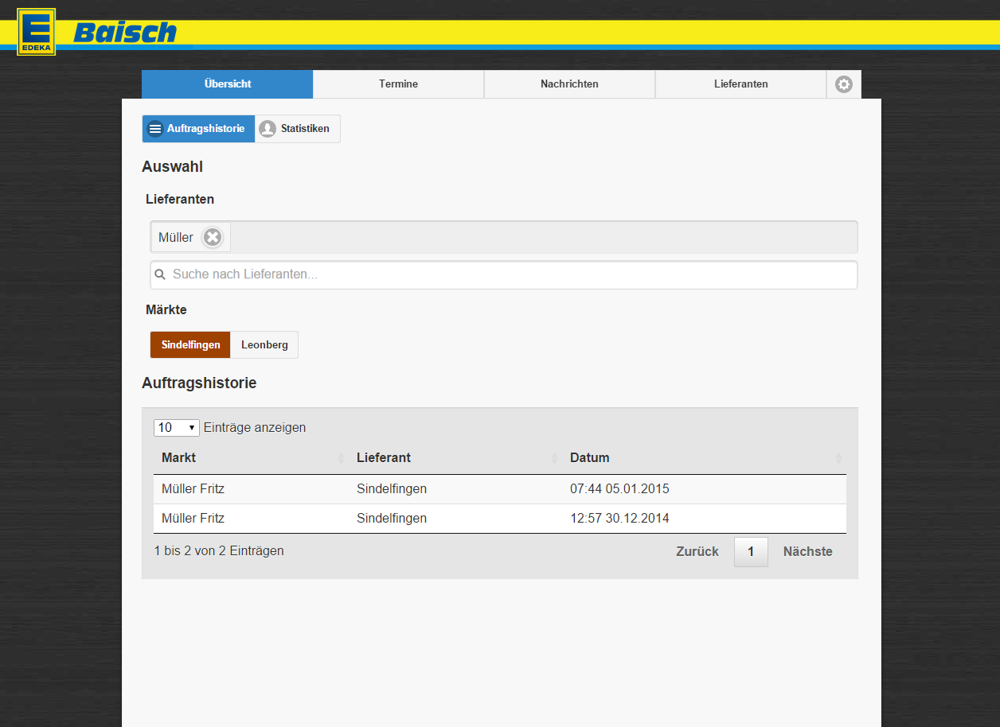 E
EDEKA
Baisch
Übersicht Termine Nachrichten Lieferanten
Auftragshistorie Statistiken
Auswahl
Lieferanten
Müller
Suche nach Lieferanten...
Märkte
Sindelfingen Leonberg
Auftragshistorie
10 Einträge anzeigen
Markt Lieferant Datum
Müller Fritz Sindelfingen 07:44 05.01.2015
Müller Fritz Sindelfingen 12:57 30.12.2014
1 bis 2 von 2 Einträgen Zurück 1 Nächste